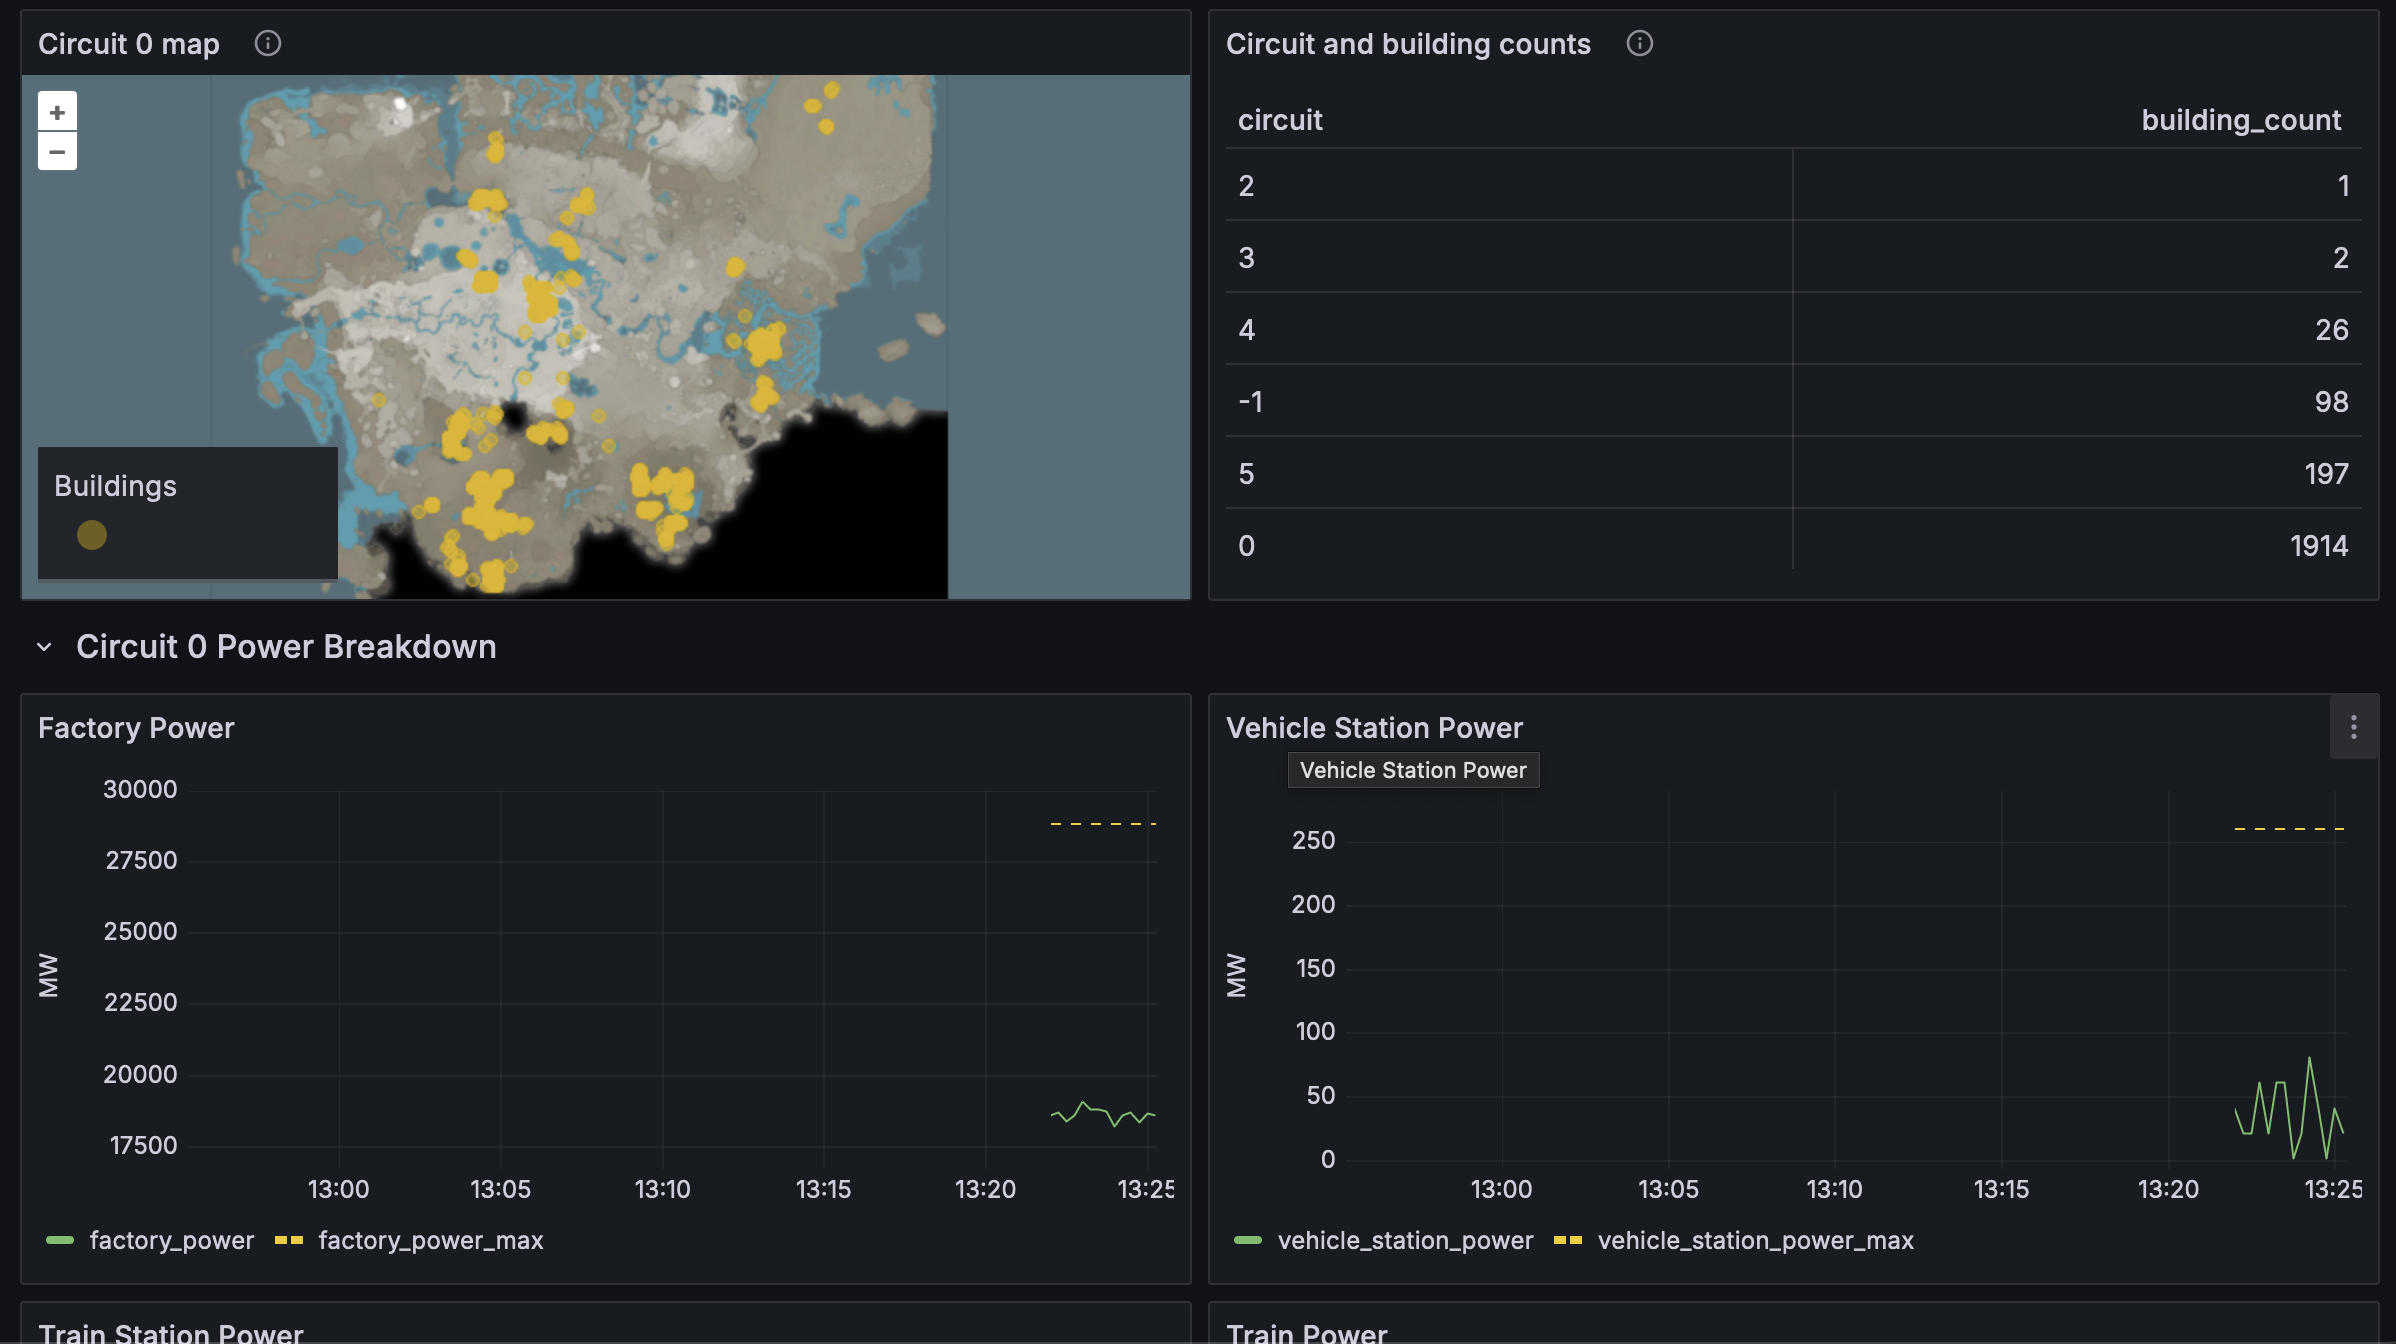 Circuit 0 map
Circuit and building counts
+
−
Buildings
circuit building_count
2 1
3 2
4 26
-1 98
5 197
0 1914
Circuit 0 Power Breakdown
Factory Power
MW
30000
27500
25000
22500
20000
17500
13:00 13:05 13:10 13:15 13:20 13:25
factory_power factory_power_max
Vehicle Station Power
Vehicle Station Power
MW
250
200
150
100
50
0
13:00 13:05 13:10 13:15 13:20 13:25
vehicle_station_power vehicle_station_power_max
Train Station Power
Train Power